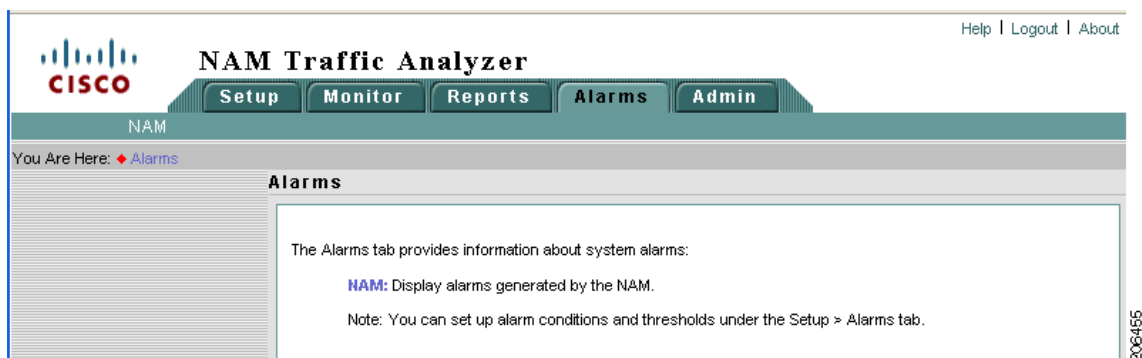 Help | Logout | About
CISCO
NAM Traffic Analyzer
Setup Monitor Reports Alarms Admin
NAM
You Are Here: ◆ Alarms
Alarms
The Alarms tab provides information about system alarms:
NAM: Display alarms generated by the NAM.
Note: You can set up alarm conditions and thresholds under the Setup > Alarms tab.
206455